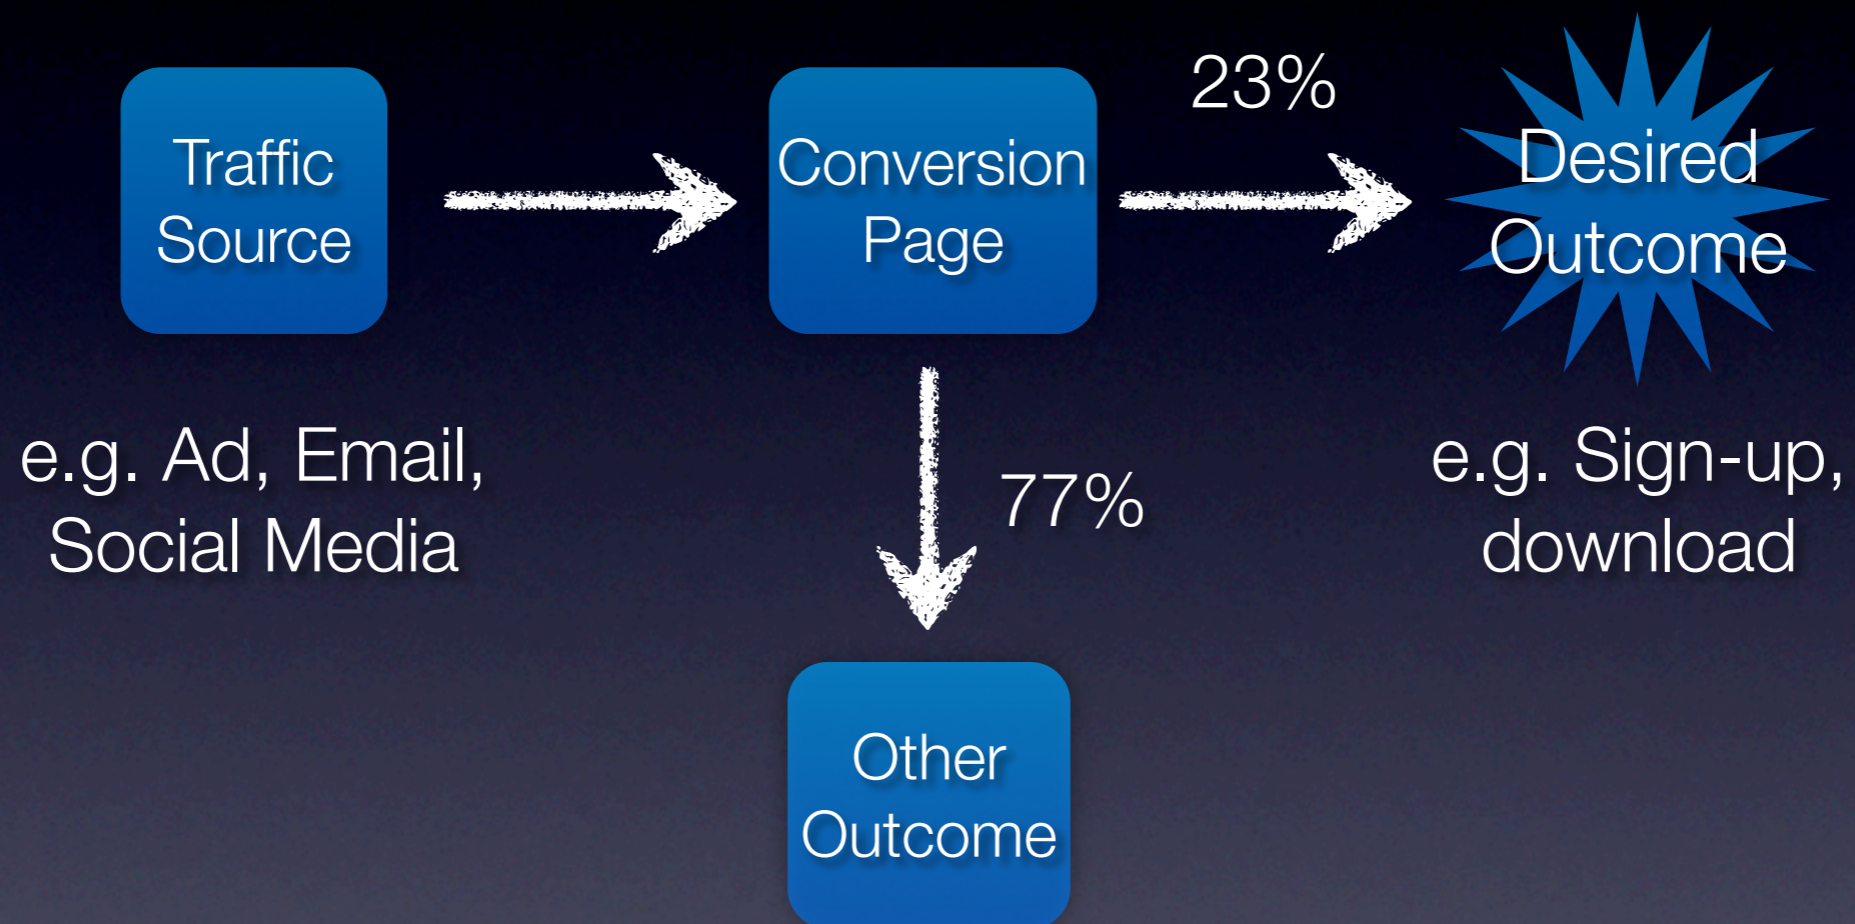 Traffic
Source
Conversion
Page
23%
Desired
Outcome
e.g. Ad, Email,
Social Media
77%
e.g. Sign-up,
download
Other
Outcome